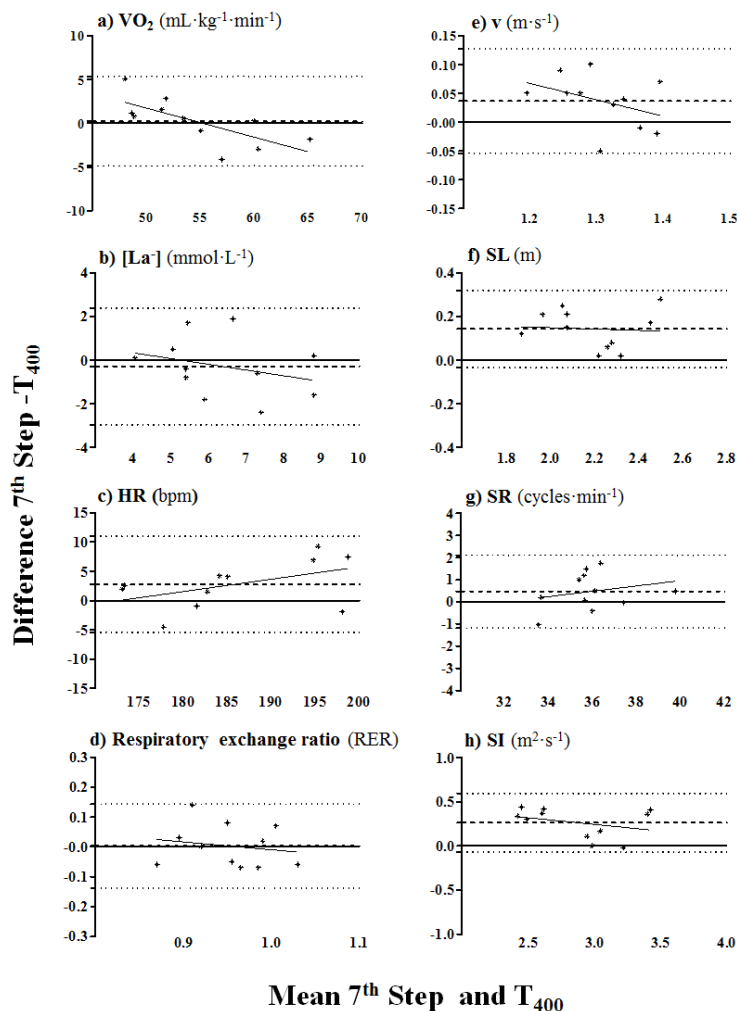 a) VO₂ (mL·kg⁻¹·min⁻¹)
10
5
0
-5
-10
50 55 60 65 70
b) [La⁻] (mmol·L⁻¹)
4
2
0
-2
-4
4 5 6 7 8 9 10
c) HR (bpm)
15
10
5
0
-5
-10
15
175 180 185 190 195 200
d) Respiratory exchange ratio (RER)
0.3
0.2
0.1
-0.0
-0.1
-0.2
-0.3
0.9 1.0 1.1
e) v (m·s⁻¹)
0.15
0.10
0.05
-0.00
-0.05
-0.10
-0.15
1.2 1.3 1.4 1.5
f) SL (m)
0.4
0.2
0.0
0.2
0.4
1.8 2.0 2.2 2.4 2.6 2.8
g) SR (cycles·min⁻¹)
4
3
2
1
0
-1
-2
-3
-4
32 34 36 38 40 42
h) SI (m²·s⁻¹)
1.0
0.5
0.0
0.5
1.0
2.5 3.0 3.5 4.0
Difference 7th Step -T₄₀₀
Mean 7th Step and T₄₀₀